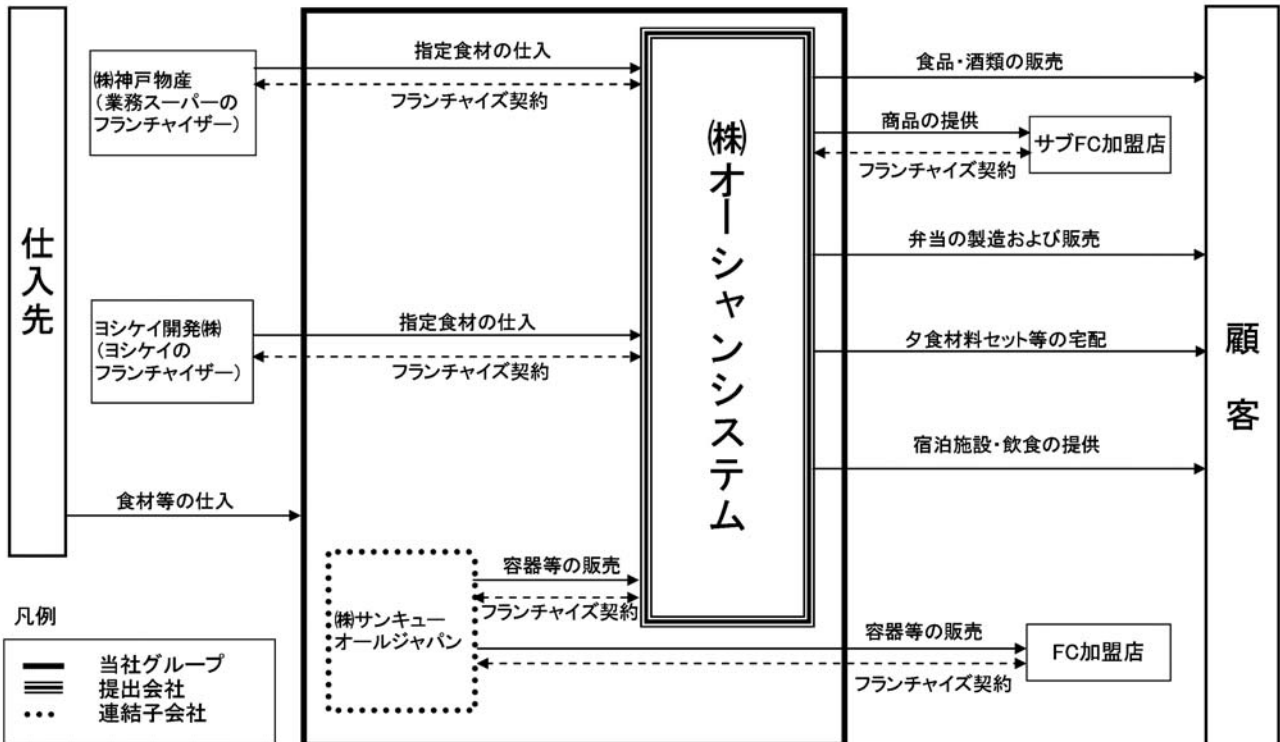 仕入先
㈱神戸物産
(業務スーパーの
フランチャイザー)
指定食材の仕入
フランチャイズ契約
ヨシケイ開発㈱
(ヨシケイの
フランチャイザー)
指定食材の仕入
フランチャイズ契約
食材等の仕入
㈱オーシャンシステム
㈱サンキュー
オールジャパン
容器等の販売
フランチャイズ契約
食品・酒類の販売
商品の提供
フランチャイズ契約
サブFC加盟店
弁当の製造および販売
夕食材料セット等の宅配
宿泊施設・飲食の提供
容器等の販売
フランチャイズ契約
FC加盟店
顧客
凡例
当社グループ
提出会社
連結子会社